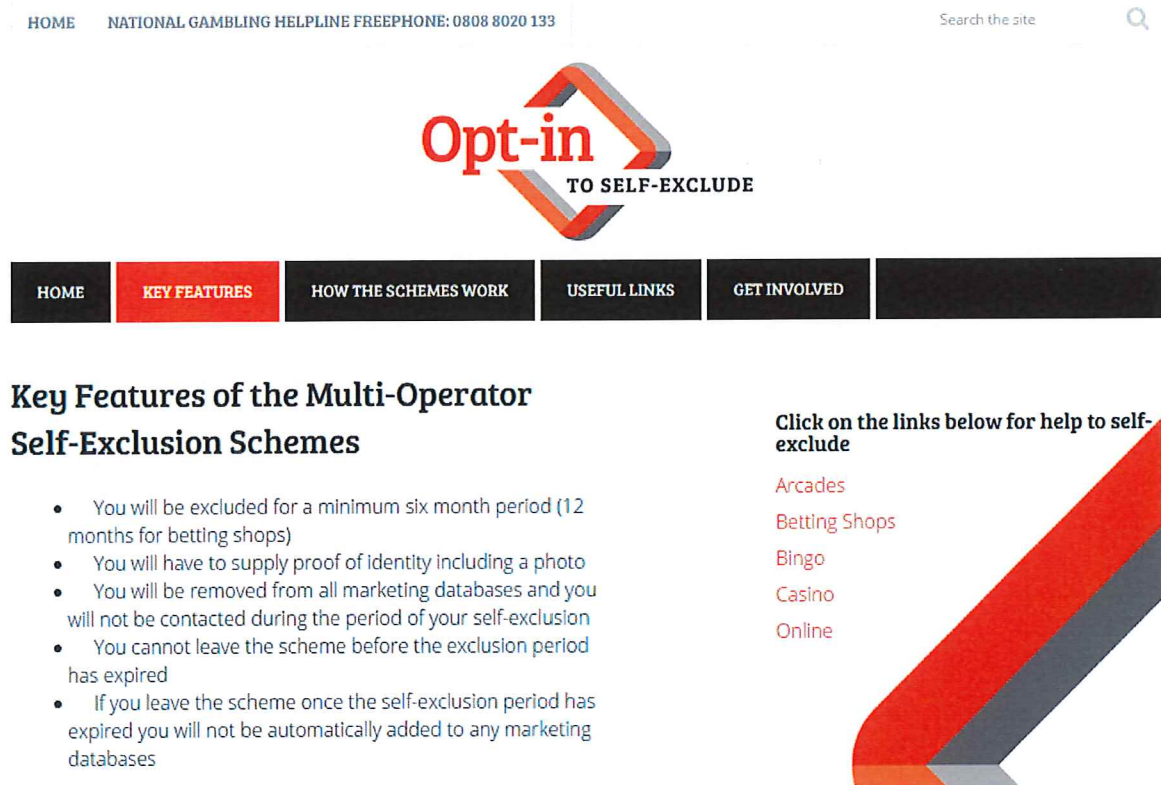 HOME NATIONAL GAMBLING HELPLINE FREEPHONE: 0808 8020 133
Search the site
Opt-in
TO SELF-EXCLUDE
HOME
KEY FEATURES
HOW THE SCHEMES WORK
USEFUL LINKS
GET INVOLVED
Key Features of the Multi-Operator
Self-Exclusion Schemes
• You will be excluded for a minimum six month period (12
months for betting shops)
• You will have to supply proof of identity including a photo
• You will be removed from all marketing databases and you
will not be contacted during the period of your self-exclusion
• You cannot leave the scheme before the exclusion period
has expired
• If you leave the scheme once the self-exclusion period has
expired you will not be automatically added to any marketing
databases
Click on the links below for help to self-
exclude
Arcades
Betting Shops
Bingo
Casino
Online